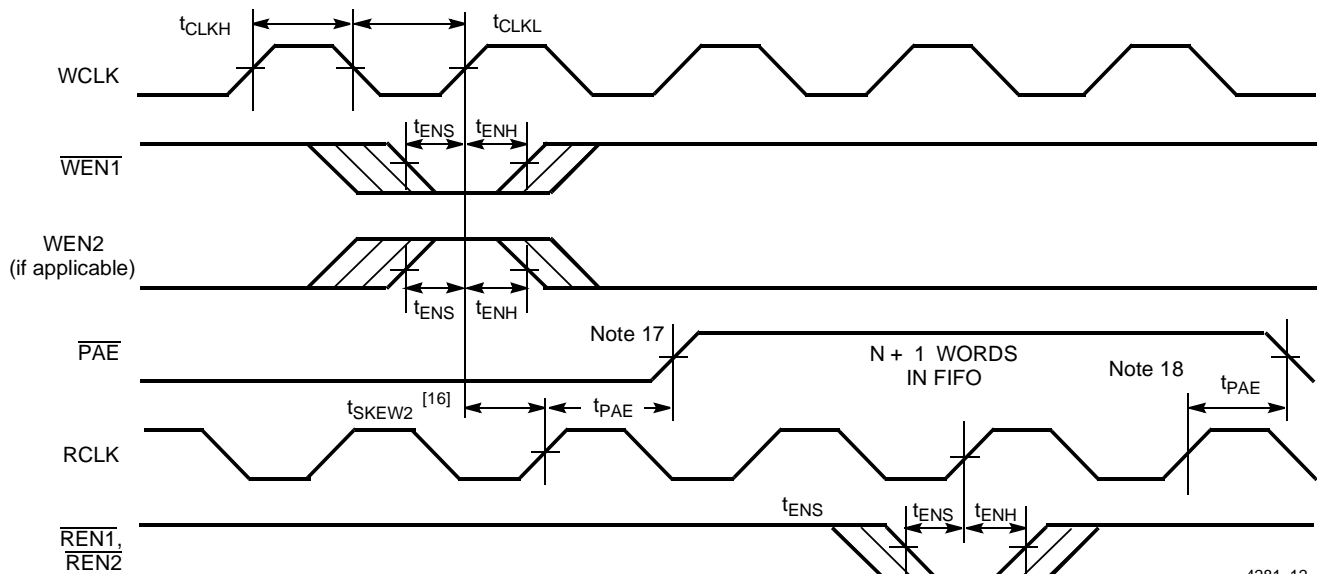 tCLKH
tCLKL
WCLK
tENS
tENH
WEN1
WEN2
(if applicable)
tENS
tENH
Note 17
PAE
N + 1 WORDS
IN FIFO
Note 18
tPAE
tSKEW2 [16]
tPAE
RCLK
tENS
tENS
tENH
REN1,
REN2